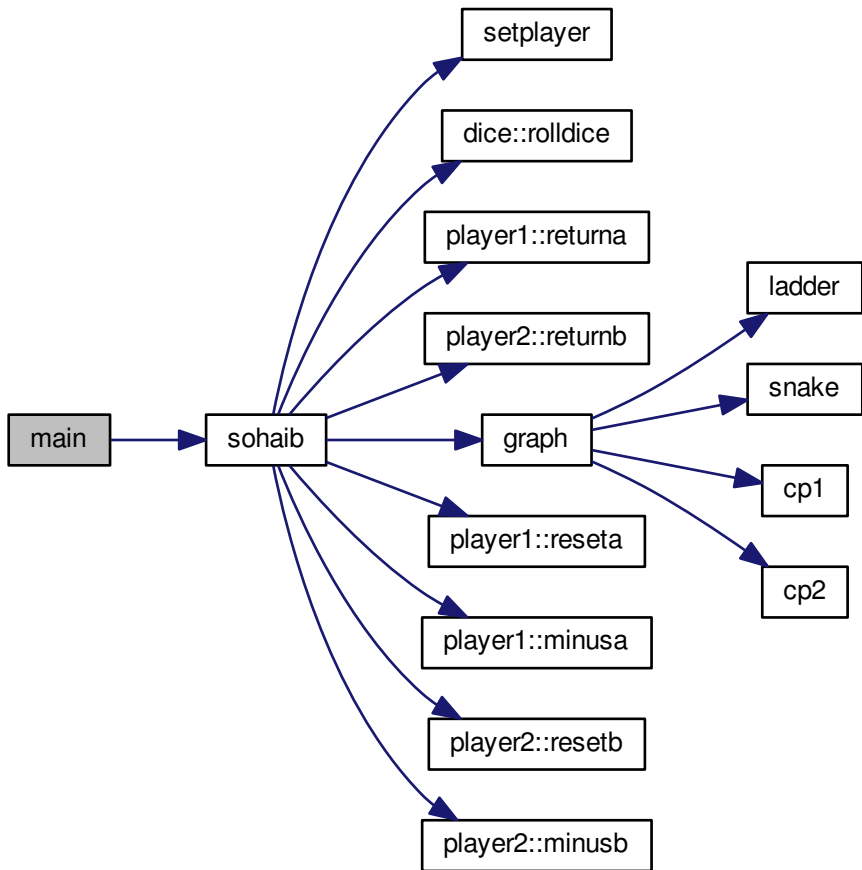 setplayer
dice::rolldice
player1::returna
ladder
player2::returnb
snake
main
sohaib
graph
cp1
player1::reseta
cp2
player1::minusa
player2::resetb
player2::minusb